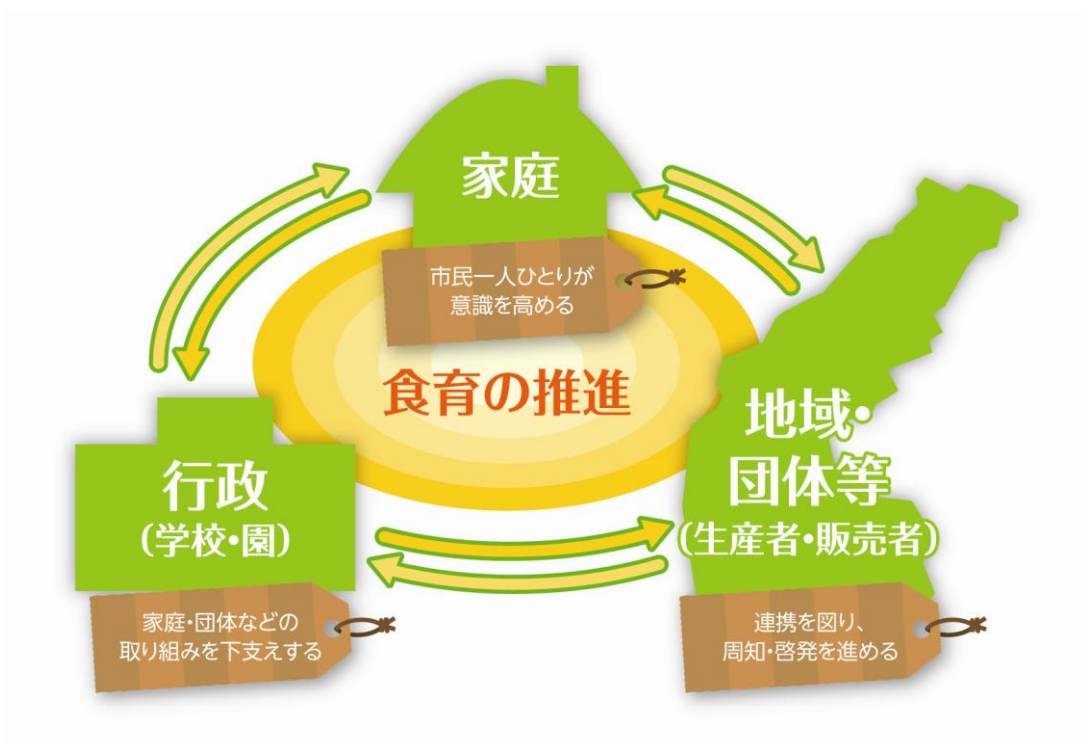 家庭
市民一人ひとりが
意識を高める
食育の推進
地域・
団体等
(生産者・販売者)
連携を図り、
周知・啓発を進める
行政
(学校・園)
家庭・団体などの
取り組みを下支えする